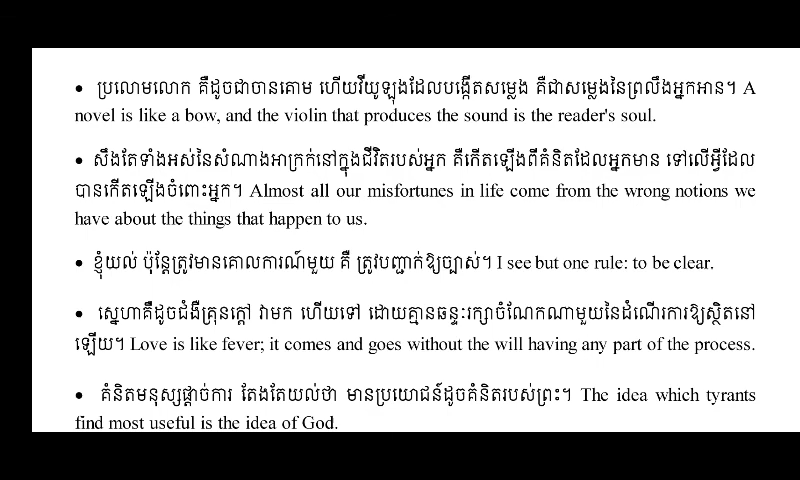 • ប្រលោមលោក គឺដូចជាចានគោម ហើយវីយូឡុងដែលបង្កើតសម្លេង គឺជាសម្លេងនៃព្រលឹងអ្នកអាន។ A
novel is like a bow, and the violin that produces the sound is the reader's soul.
• សឹងតែទាំងអស់នៃសំណាងអាក្រក់នៅក្នុងជីវិតរបស់អ្នក គឺកើតឡើងពីគំនិតដែលអ្នកមាន ទៅលើអ្វីដែល
បានកើតឡើងចំពោះអ្នក។ Almost all our misfortunes in life come from the wrong notions we
have about the things that happen to us.
• ខ្ញុំយល់ ប៉ុន្តែត្រូវមានគោលការណ៍មួយ គឺ ត្រូវបញ្ជាក់ឱ្យច្បាស់។ I see but one rule: to be clear.
• ស្នេហាគឺដូចជំងឺគ្រុនក្តៅ វាមក ហើយទៅ ដោយគ្មានឆន្ទៈរក្សាចំណែកណាមួយនៃដំណើរការឱ្យស្ថិតនៅ
ឡើយ។ Love is like fever; it comes and goes without the will having any part of the process.
• គំនិតមនុស្សផ្តាច់ការ តែងតែយល់ថា មានប្រយោជន៍ដូចគំនិតរបស់ព្រះ។ The idea which tyrants
find most useful is the idea of God.